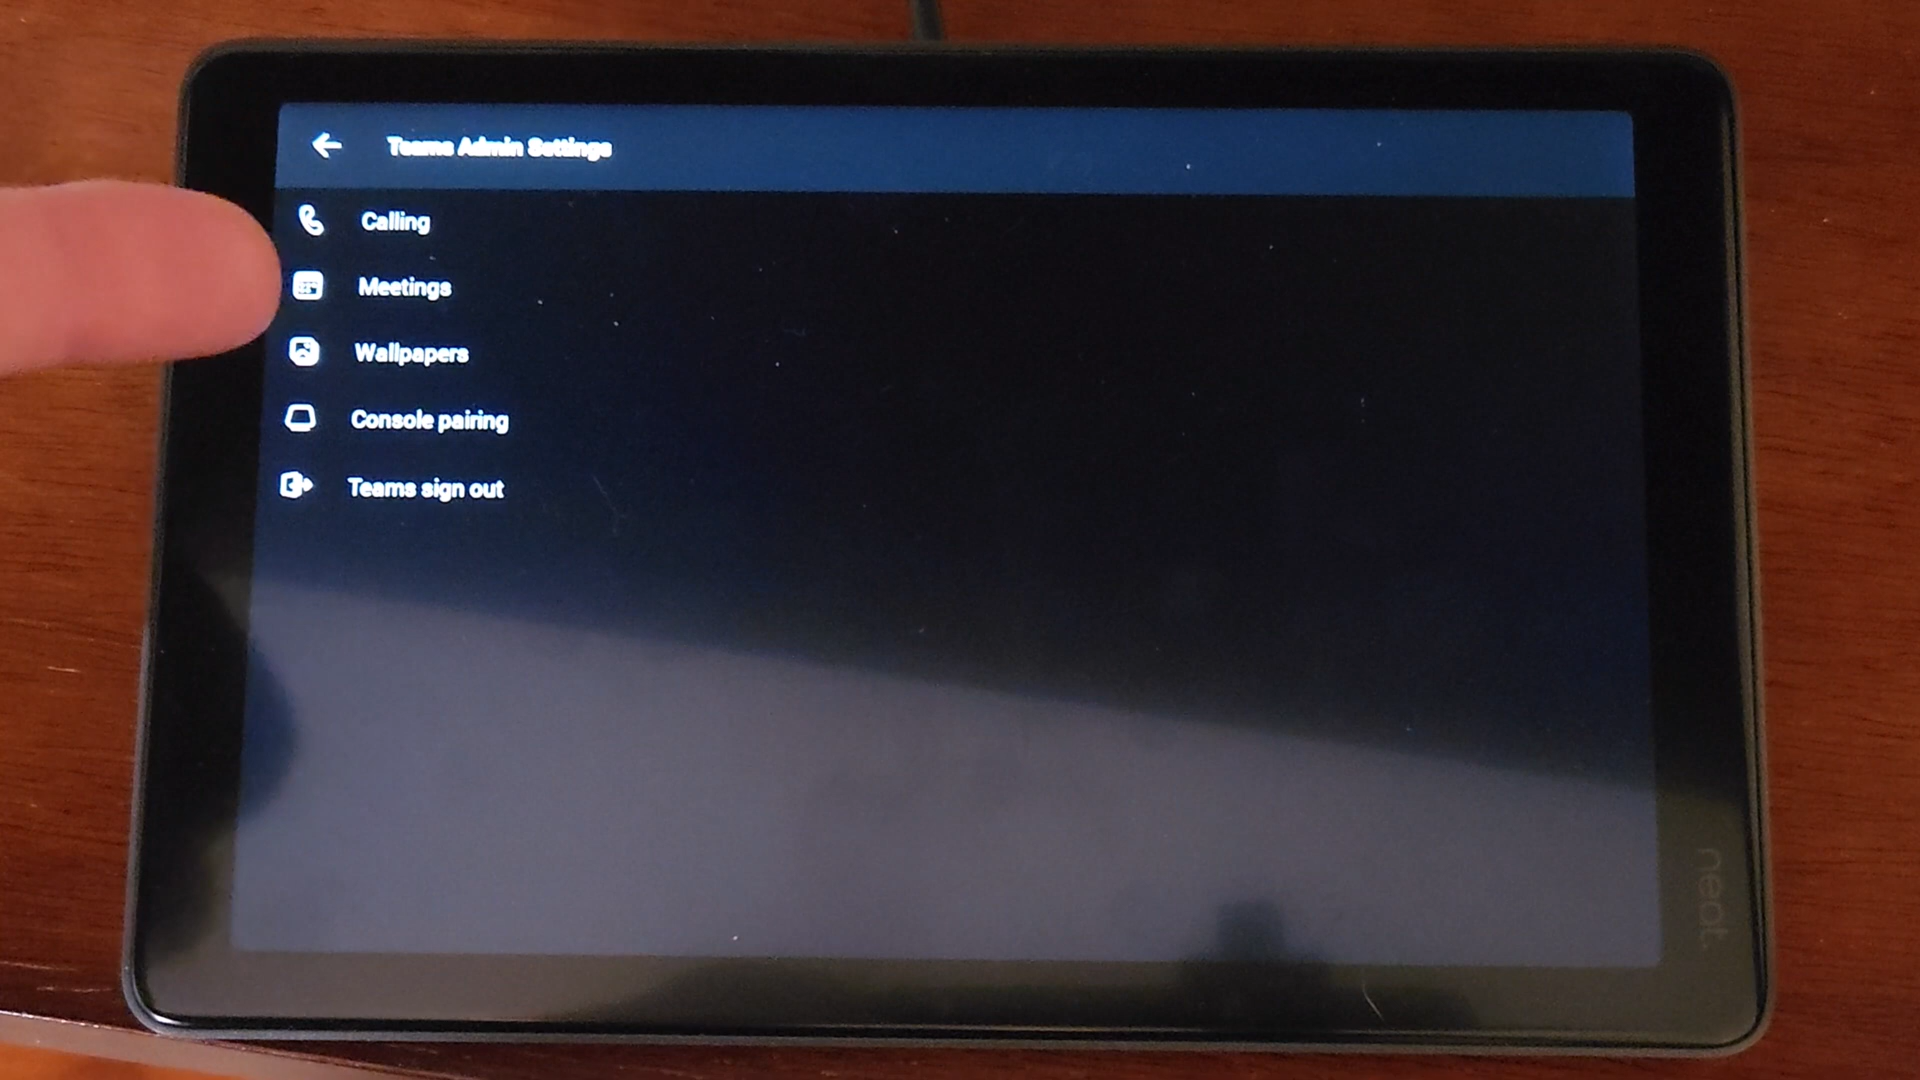 Teams Admin Settings
Calling
Meetings
Wallpapers
Console pairing
Teams sign out
neat